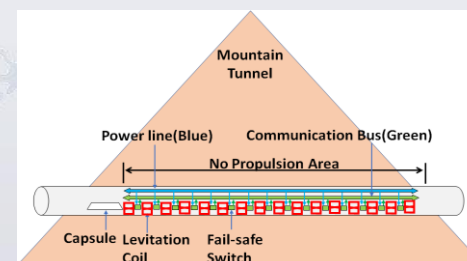 Mountain
Tunnel
Power line(Blue)
Communication Bus(Green)
No Propulsion Area
Capsule
Levitation
Coil
Fail-safe
Switch